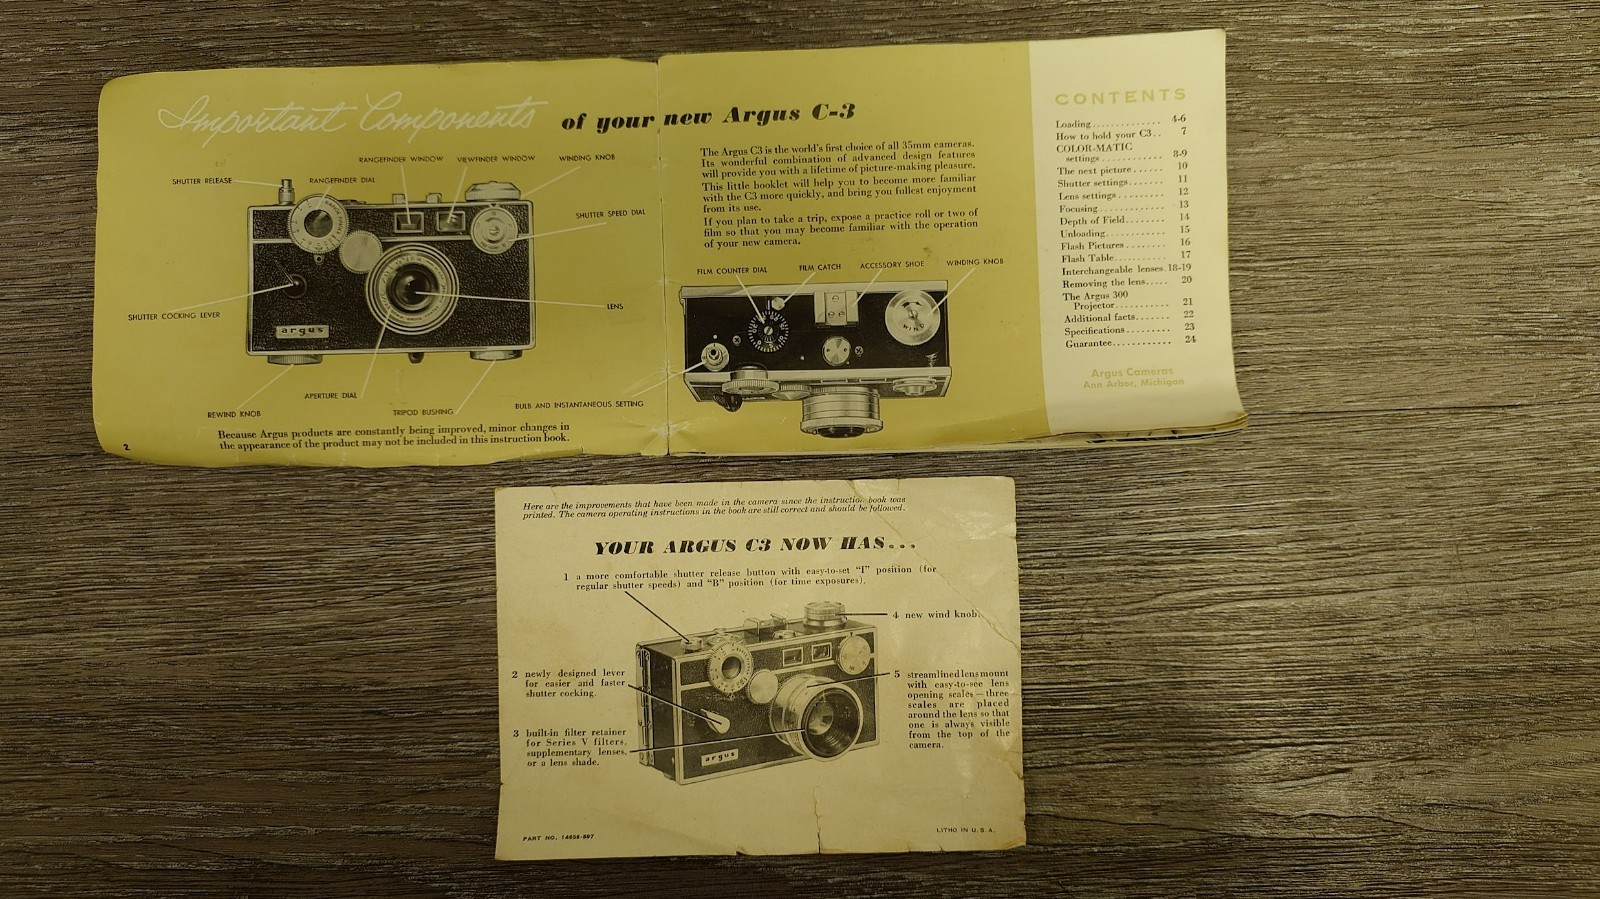 Important Components of your new Argus C-3
RANGEFINDER WINDOW
VIEWFINDER WINDOW
WINDING KNOB
SHUTTER RELEASE
RANGEFINDER DIAL
SHUTTER SPEED DIAL
LENS
SHUTTER COCKING LEVER
argus
APERTURE DIAL
REWIND KNOB
TRIPOD BUSHING
BULB AND INSTANTANEOUS SETTING
Because Argus products are constantly being improved, minor changes in
the appearance of the product may not be included in this instruction book.
2
The Argus C3 is the world's first choice of all 35mm cameras.
Its wonderful combination of advanced design features
will provide you with a lifetime of picture-making pleasure.
This little booklet will help you to become more familiar
with the C3 more quickly, and bring you fullest enjoyment
from its use.
If you plan to take a trip, expose a practice roll or two of
film so that you may become familiar with the operation
of your new camera.
FILM COUNTER DIAL
FILM CATCH
ACCESSORY SHOE
WINDING KNOB
WIND
CONTENTS
Loading............. 4-6
How to hold your C3.. 7
COLOR-MATIC
settings............ 8-9
The next picture...... 10
Shutter settings....... 11
Lens settings......... 12
Focusing............ 13
Depth of Field........ 14
Unloading........... 15
Flash Pictures........ 16
Flash Table.......... 17
Interchangeable lenses.18-19
Removing the lens..... 20
The Argus 300
Projector........... 21
Additional facts....... 22
Specifications........ 23
Guarantee........... 24
Argus Cameras
Ann Arbor, Michigan
Here are the improvements that have been made in the camera since the instruction book was
printed. The camera operating instructions in the book are still correct and should be followed.
YOUR ARGUS C3 NOW HAS...
1 a more comfortable shutter release button with easy-to-set "I" position (for
regular shutter speeds) and "B" position (for time exposures).
4 new wind knob.
2 newly designed lever
for easier and faster
shutter cocking.
3 built-in filter retainer
for Series V filters,
supplementary lenses,
or a lens shade.
argus
5 streamlined lens mount
with easy-to-see lens
opening scales—three
scales are placed
around the lens so that
one is always visible
from the top of the
camera.
PART NO. 14658-597
LITHO IN U. S. A.